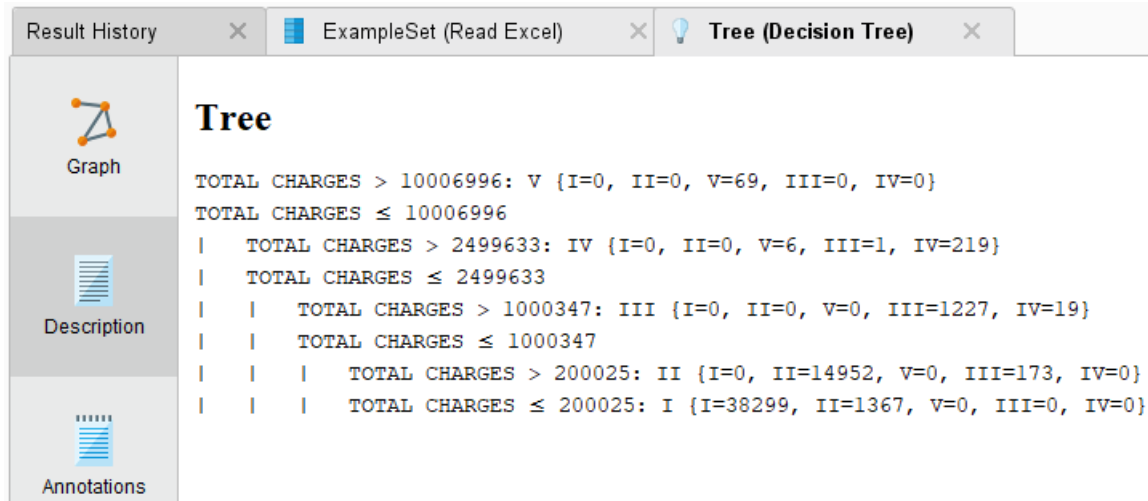 Result History
ExampleSet (Read Excel)
Tree (Decision Tree)
Graph
Description
Annotations
Tree
TOTAL CHARGES > 10006996: V {I=0, II=0, V=69, III=0, IV=0}
TOTAL CHARGES ≤ 10006996
|   TOTAL CHARGES > 2499633: IV {I=0, II=0, V=6, III=1, IV=219}
|   TOTAL CHARGES ≤ 2499633
|   |   TOTAL CHARGES > 1000347: III {I=0, II=0, V=0, III=1227, IV=19}
|   |   TOTAL CHARGES ≤ 1000347
|   |   |   TOTAL CHARGES > 200025: II {I=0, II=14952, V=0, III=173, IV=0}
|   |   |   TOTAL CHARGES ≤ 200025: I {I=38299, II=1367, V=0, III=0, IV=0}